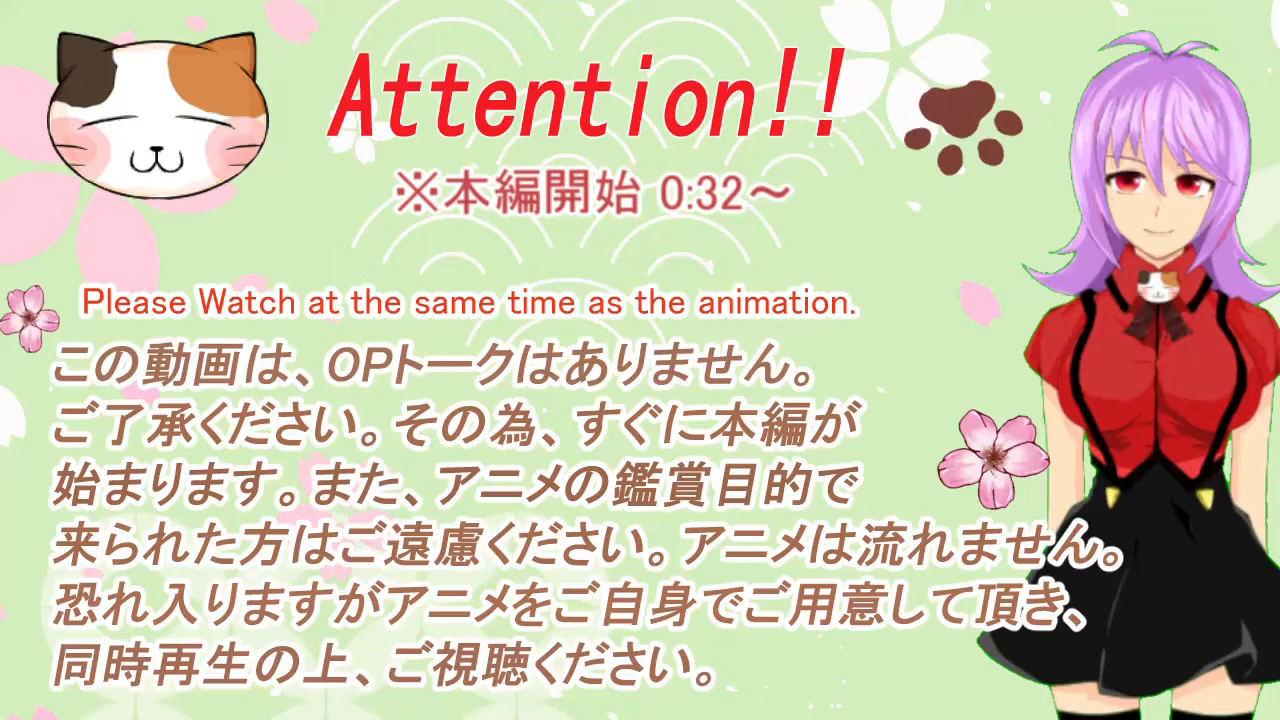 Attention!!
※本編開始 0:32～
Please Watch at the same time as the animation.
この動画は、OPトークはありません。
ご了承ください。その為、すぐに本編が
始まります。また、アニメの鑑賞目的で
来られた方はご遠慮ください。アニメは流れません。
恐れ入りますがアニメをご自身でご用意して頂き、
同時再生の上、ご視聴ください。